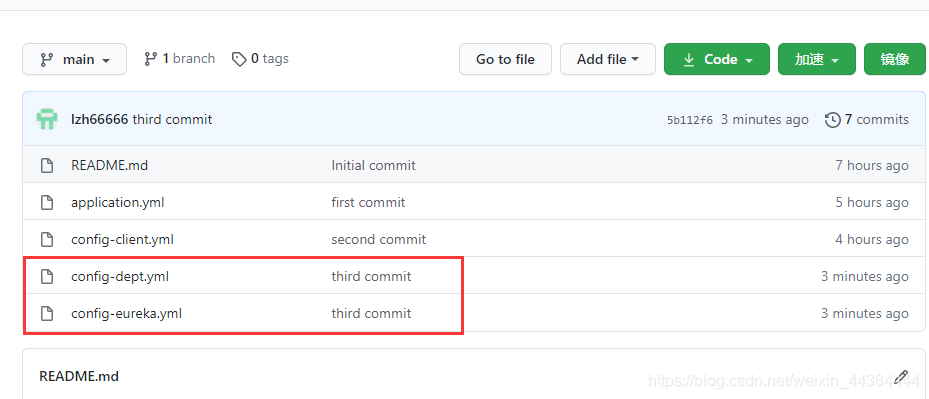 main 1 branch 0 tags Go to file Add file Code 加速 镜像
lzh66666 third commit 5b112f6 3 minutes ago 7 commits
README.md Initial commit 7 hours ago
application.yml first commit 5 hours ago
config-client.yml second commit 4 hours ago
config-dept.yml third commit 3 minutes ago
config-eureka.yml third commit 3 minutes ago
README.md
https://blog.csdn.net/weixin_44364444